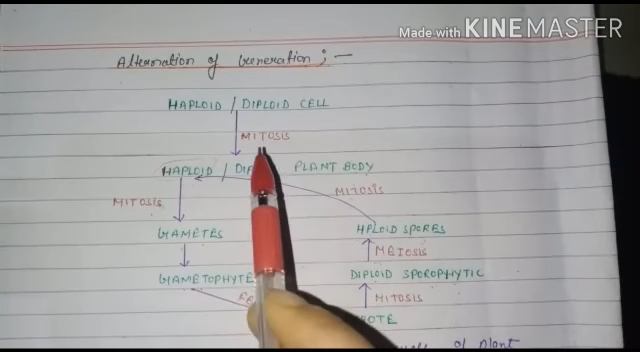 Made with KINEMASTER
Alternation of Generation ; —
HAPLOID / DIPLOID CELL
MITOSIS
HAPLOID / DIP PLANT BODY
MITOSIS
MITOSIS
GAMETES
HPLOID SPORES
MEIOSIS
GAMETOPHYTE
DIPLOID SPOROPHYTIC
MITOSIS
OTE
of plant